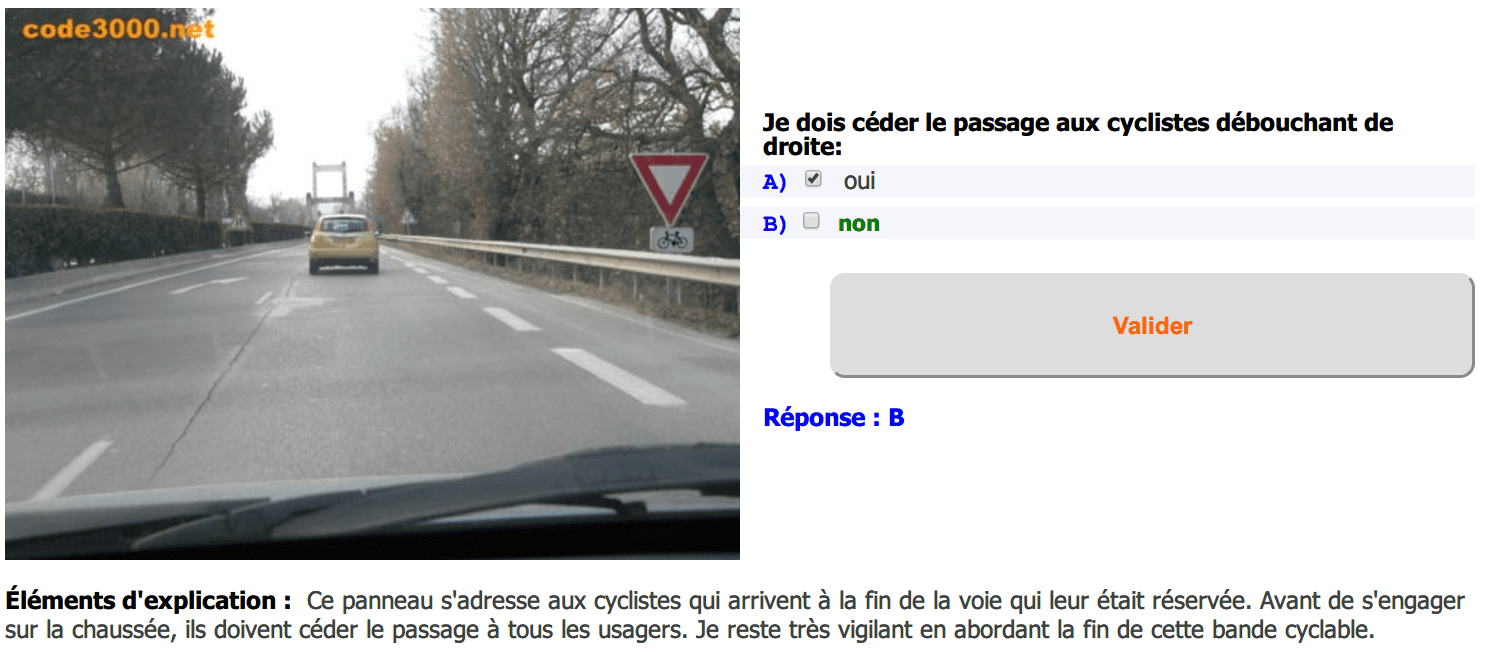 code3000.net
Je dois céder le passage aux cyclistes débouchant de
droite:
A) oui
B) non
Valider
Réponse : B
Éléments d'explication : Ce panneau s'adresse aux cyclistes qui arrivent à la fin de la voie qui leur était réservée. Avant de s'engager
sur la chaussée, ils doivent céder le passage à tous les usagers. Je reste très vigilant en abordant la fin de cette bande cyclable.